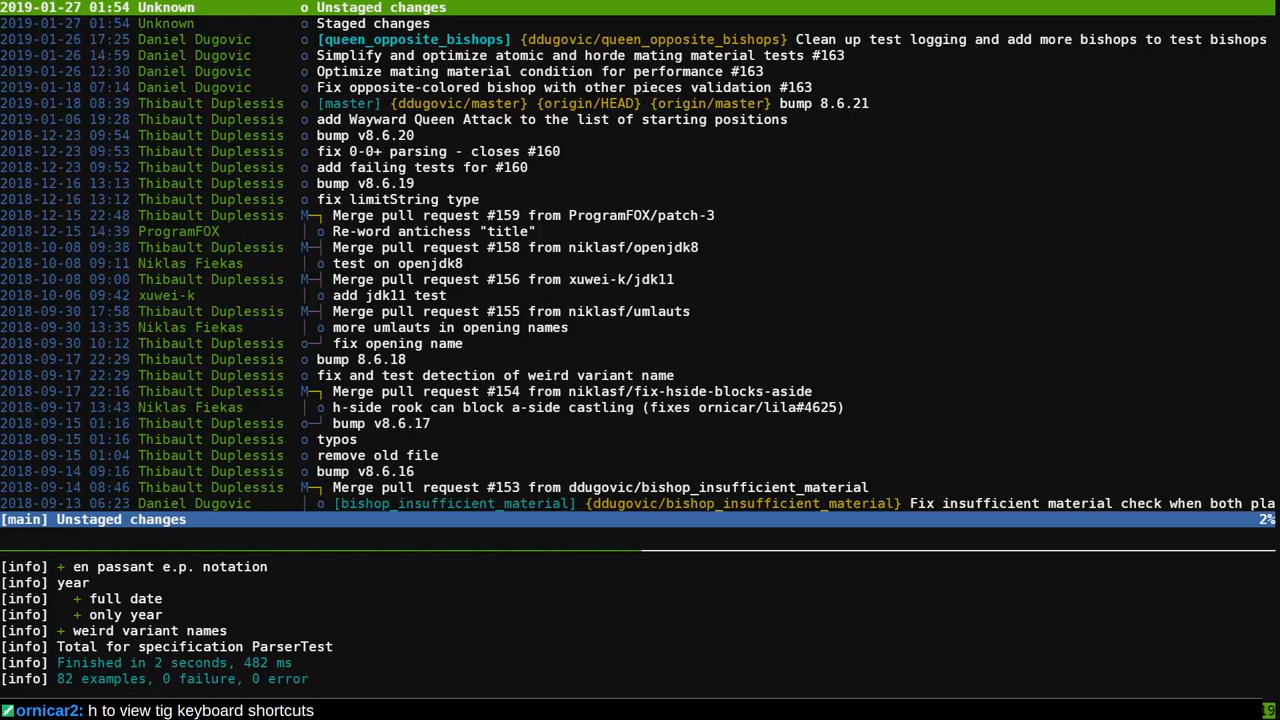 2019-01-27 01:54 Unknown o Unstaged changes
2019-01-27 01:54 Unknown o Staged changes
2019-01-26 17:25 Daniel Dugovic o [queen_opposite_bishops] {ddugovic/queen_opposite_bishops} Clean up test logging and add more bishops to test bishops
2019-01-26 14:59 Daniel Dugovic o Simplify and optimize atomic and horde mating material tests #163
2019-01-26 12:30 Daniel Dugovic o Optimize mating material condition for performance #163
2019-01-18 07:14 Daniel Dugovic o Fix opposite-colored bishop with other pieces validation #163
2019-01-18 08:39 Thibault Duplessis o [master] {ddugovic/master} {origin/HEAD} {origin/master} bump 8.6.21
2019-01-06 19:28 Thibault Duplessis o add Wayward Queen Attack to the list of starting positions
2018-12-23 09:54 Thibault Duplessis o bump v8.6.20
2018-12-23 09:53 Thibault Duplessis o fix 0-0+ parsing - closes #160
2018-12-23 09:52 Thibault Duplessis o add failing tests for #160
2018-12-16 13:13 Thibault Duplessis o bump v8.6.19
2018-12-16 13:12 Thibault Duplessis o fix limitString type
2018-12-15 22:48 Thibault Duplessis M─┐ Merge pull request #159 from ProgramFOX/patch-3
2018-12-15 14:39 ProgramFOX │ o Re-word antichess "title"
2018-10-08 09:38 Thibault Duplessis M─┤ Merge pull request #158 from niklasf/openjdk8
2018-10-08 09:11 Niklas Fiekas │ o test on openjdk8
2018-10-08 09:00 Thibault Duplessis M─┤ Merge pull request #156 from xuwei-k/jdk11
2018-10-06 09:42 xuwei-k │ o add jdk11 test
2018-09-30 17:58 Thibault Duplessis M─┤ Merge pull request #155 from niklasf/umlauts
2018-09-30 13:35 Niklas Fiekas │ o more umlauts in opening names
2018-09-30 10:12 Thibault Duplessis o─┘ fix opening name
2018-09-17 22:29 Thibault Duplessis o bump 8.6.18
2018-09-17 22:29 Thibault Duplessis o fix and test detection of weird variant name
2018-09-17 22:16 Thibault Duplessis M─┐ Merge pull request #154 from niklasf/fix-hside-blocks-aside
2018-09-17 13:43 Niklas Fiekas │ o h-side rook can block a-side castling (fixes ornicar/lila#4625)
2018-09-15 01:16 Thibault Duplessis o─┘ bump v8.6.17
2018-09-15 01:16 Thibault Duplessis o typos
2018-09-15 01:04 Thibault Duplessis o remove old file
2018-09-14 09:16 Thibault Duplessis o bump v8.6.16
2018-09-14 08:46 Thibault Duplessis M─┐ Merge pull request #153 from ddugovic/bishop_insufficient_material
2018-09-13 06:23 Daniel Dugovic │ o [bishop_insufficient_material] {ddugovic/bishop_insufficient_material} Fix insufficient material check when both pla
[main] Unstaged changes 2%
[info] + en passant e.p. notation
[info] year
[info] + full date
[info] + only year
[info] + weird variant names
[info] Total for specification ParserTest
[info] Finished in 2 seconds, 482 ms
[info] 82 examples, 0 failure, 0 error
ornicar2: h to view tig keyboard shortcuts 19